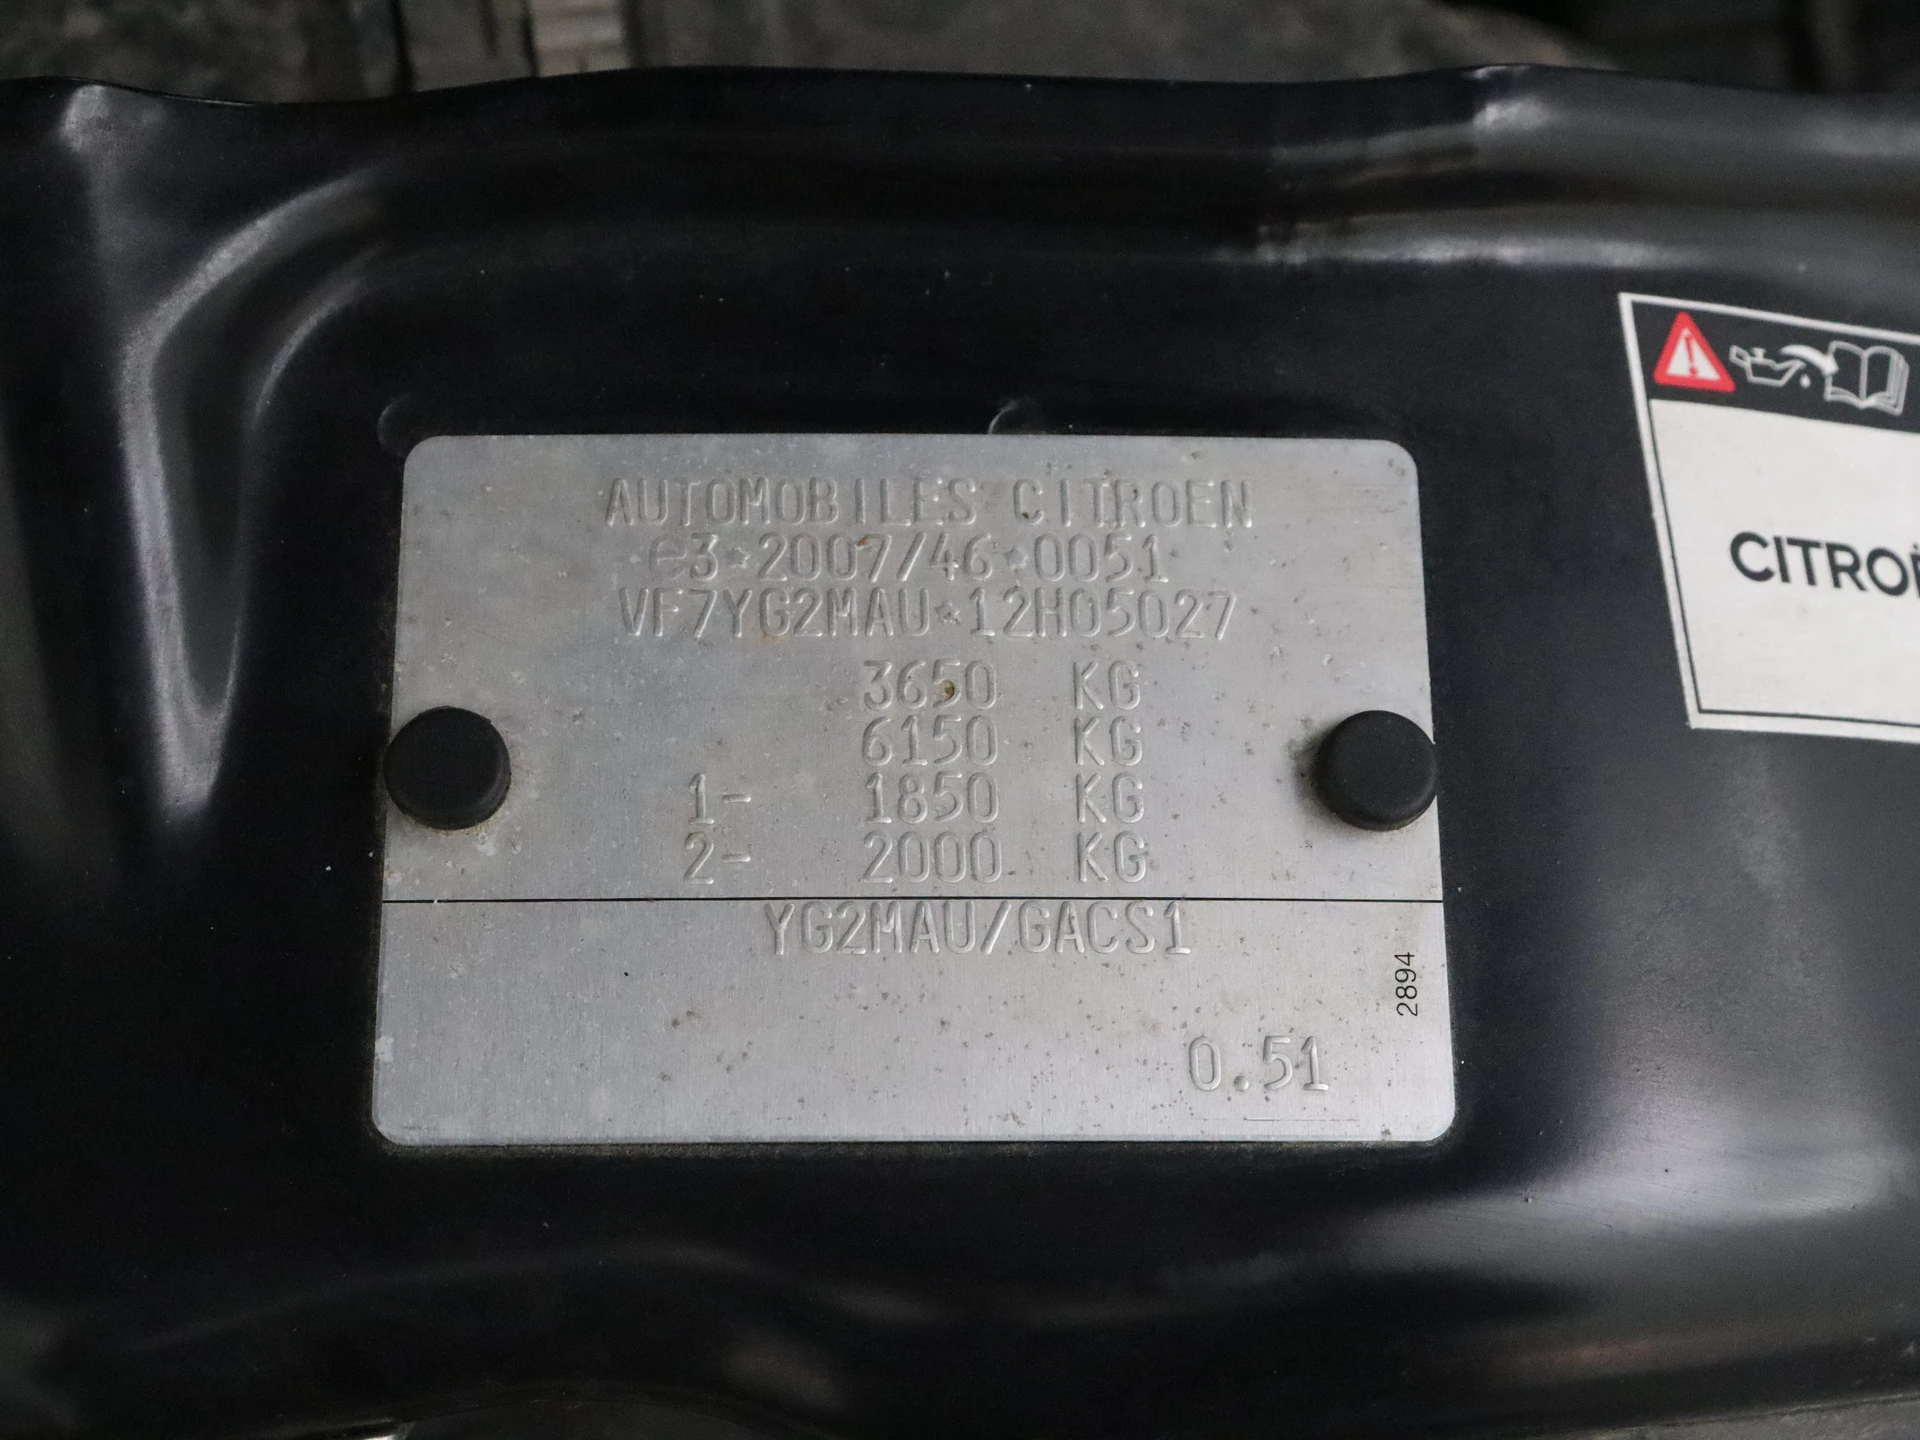 AUTOMOBILES CITROEN
e3*2007/46*0051
VF7YG2MAU*12H05027
3650 KG
6150 KG
1- 1850 KG
2- 2000 KG
YG2MAU/GACS1
2894
0.51
CITROË